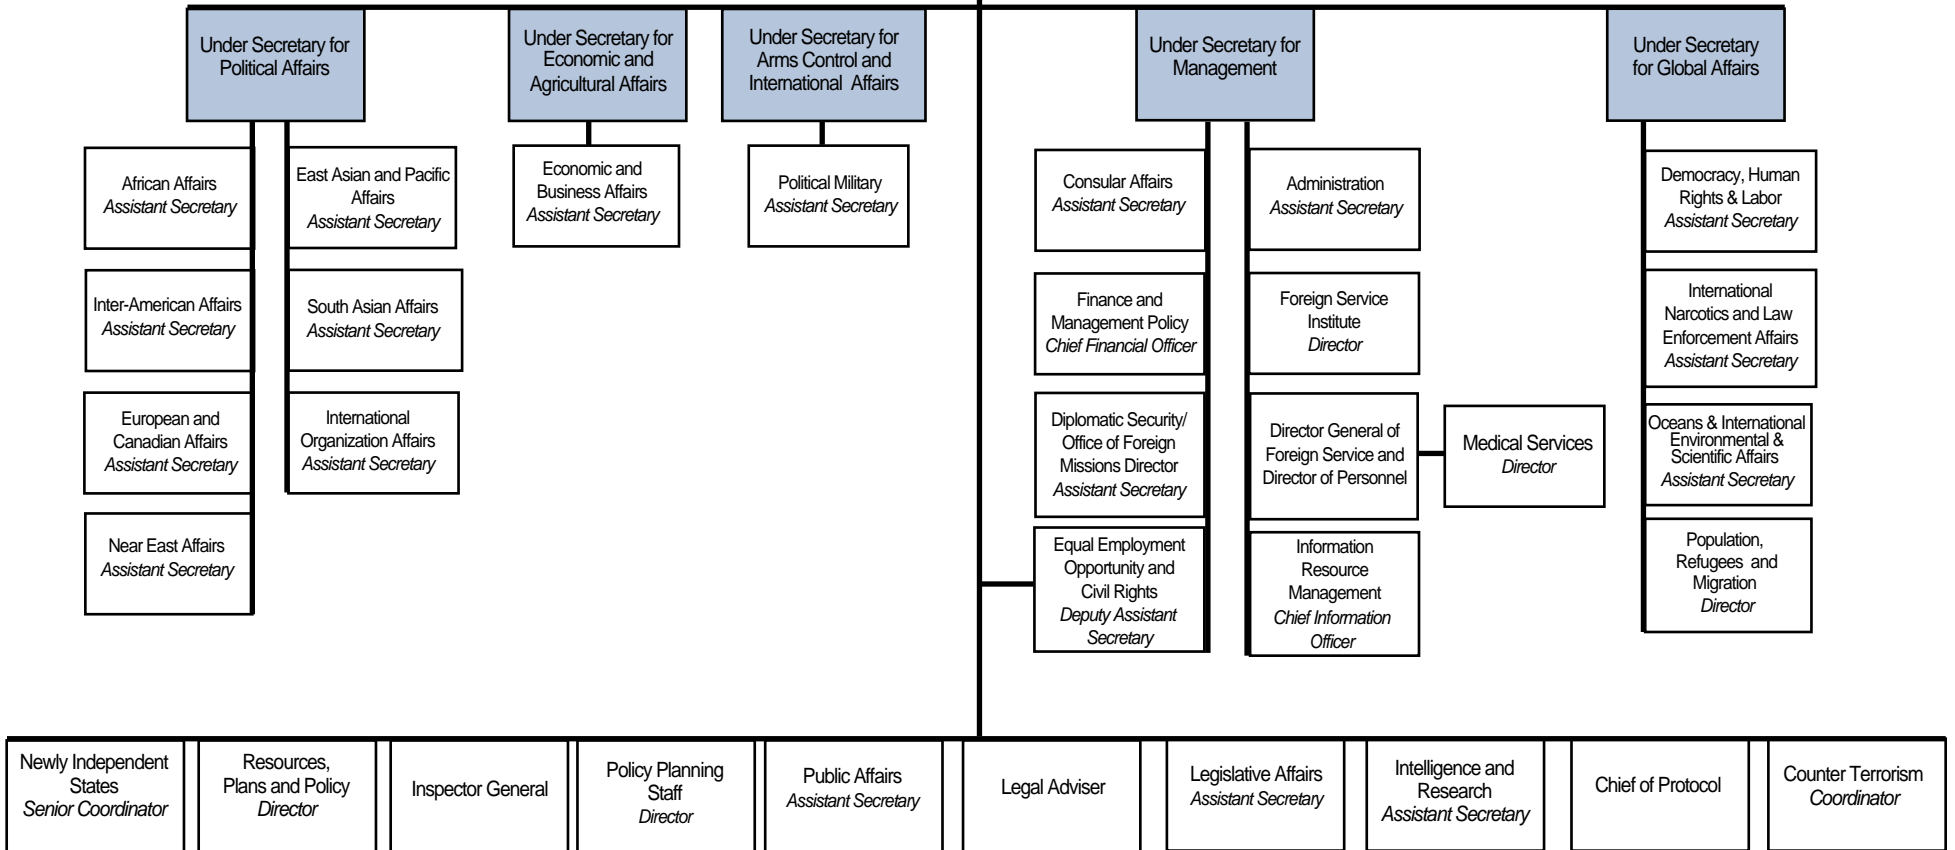 Under Secretary for
Political Affairs
Under Secretary for
Economic and
Agricultural Affairs
Under Secretary for
Arms Control and
International Affairs
Under Secretary for
Management
Under Secretary
for Global Affairs
African Affairs
Assistant Secretary
East Asian and Pacific
Affairs
Assistant Secretary
Economic and
Business Affairs
Assistant Secretary
Political Military
Assistant Secretary
Consular Affairs
Assistant Secretary
Administration
Assistant Secretary
Democracy, Human
Rights & Labor
Assistant Secretary
Inter-American Affairs
Assistant Secretary
South Asian Affairs
Assistant Secretary
Finance and
Management Policy
Chief Financial Officer
Foreign Service
Institute
Director
International
Narcotics and Law
Enforcement Affairs
Assistant Secretary
European and
Canadian Affairs
Assistant Secretary
International
Organization Affairs
Assistant Secretary
Diplomatic Security/
Office of Foreign
Missions Director
Assistant Secretary
Director General of
Foreign Service and
Director of Personnel
Medical Services
Director
Oceans & International
Environmental &
Scientific Affairs
Assistant Secretary
Near East Affairs
Assistant Secretary
Equal Employment
Opportunity and
Civil Rights
Deputy Assistant
Secretary
Information
Resource
Management
Chief Information
Officer
Population,
Refugees and
Migration
Director
Newly Independent
States
Senior Coordinator
Resources,
Plans and Policy
Director
Inspector General
Policy Planning
Staff
Director
Public Affairs
Assistant Secretary
Legal Adviser
Legislative Affairs
Assistant Secretary
Intelligence and
Research
Assistant Secretary
Chief of Protocol
Counter Terrorism
Coordinator